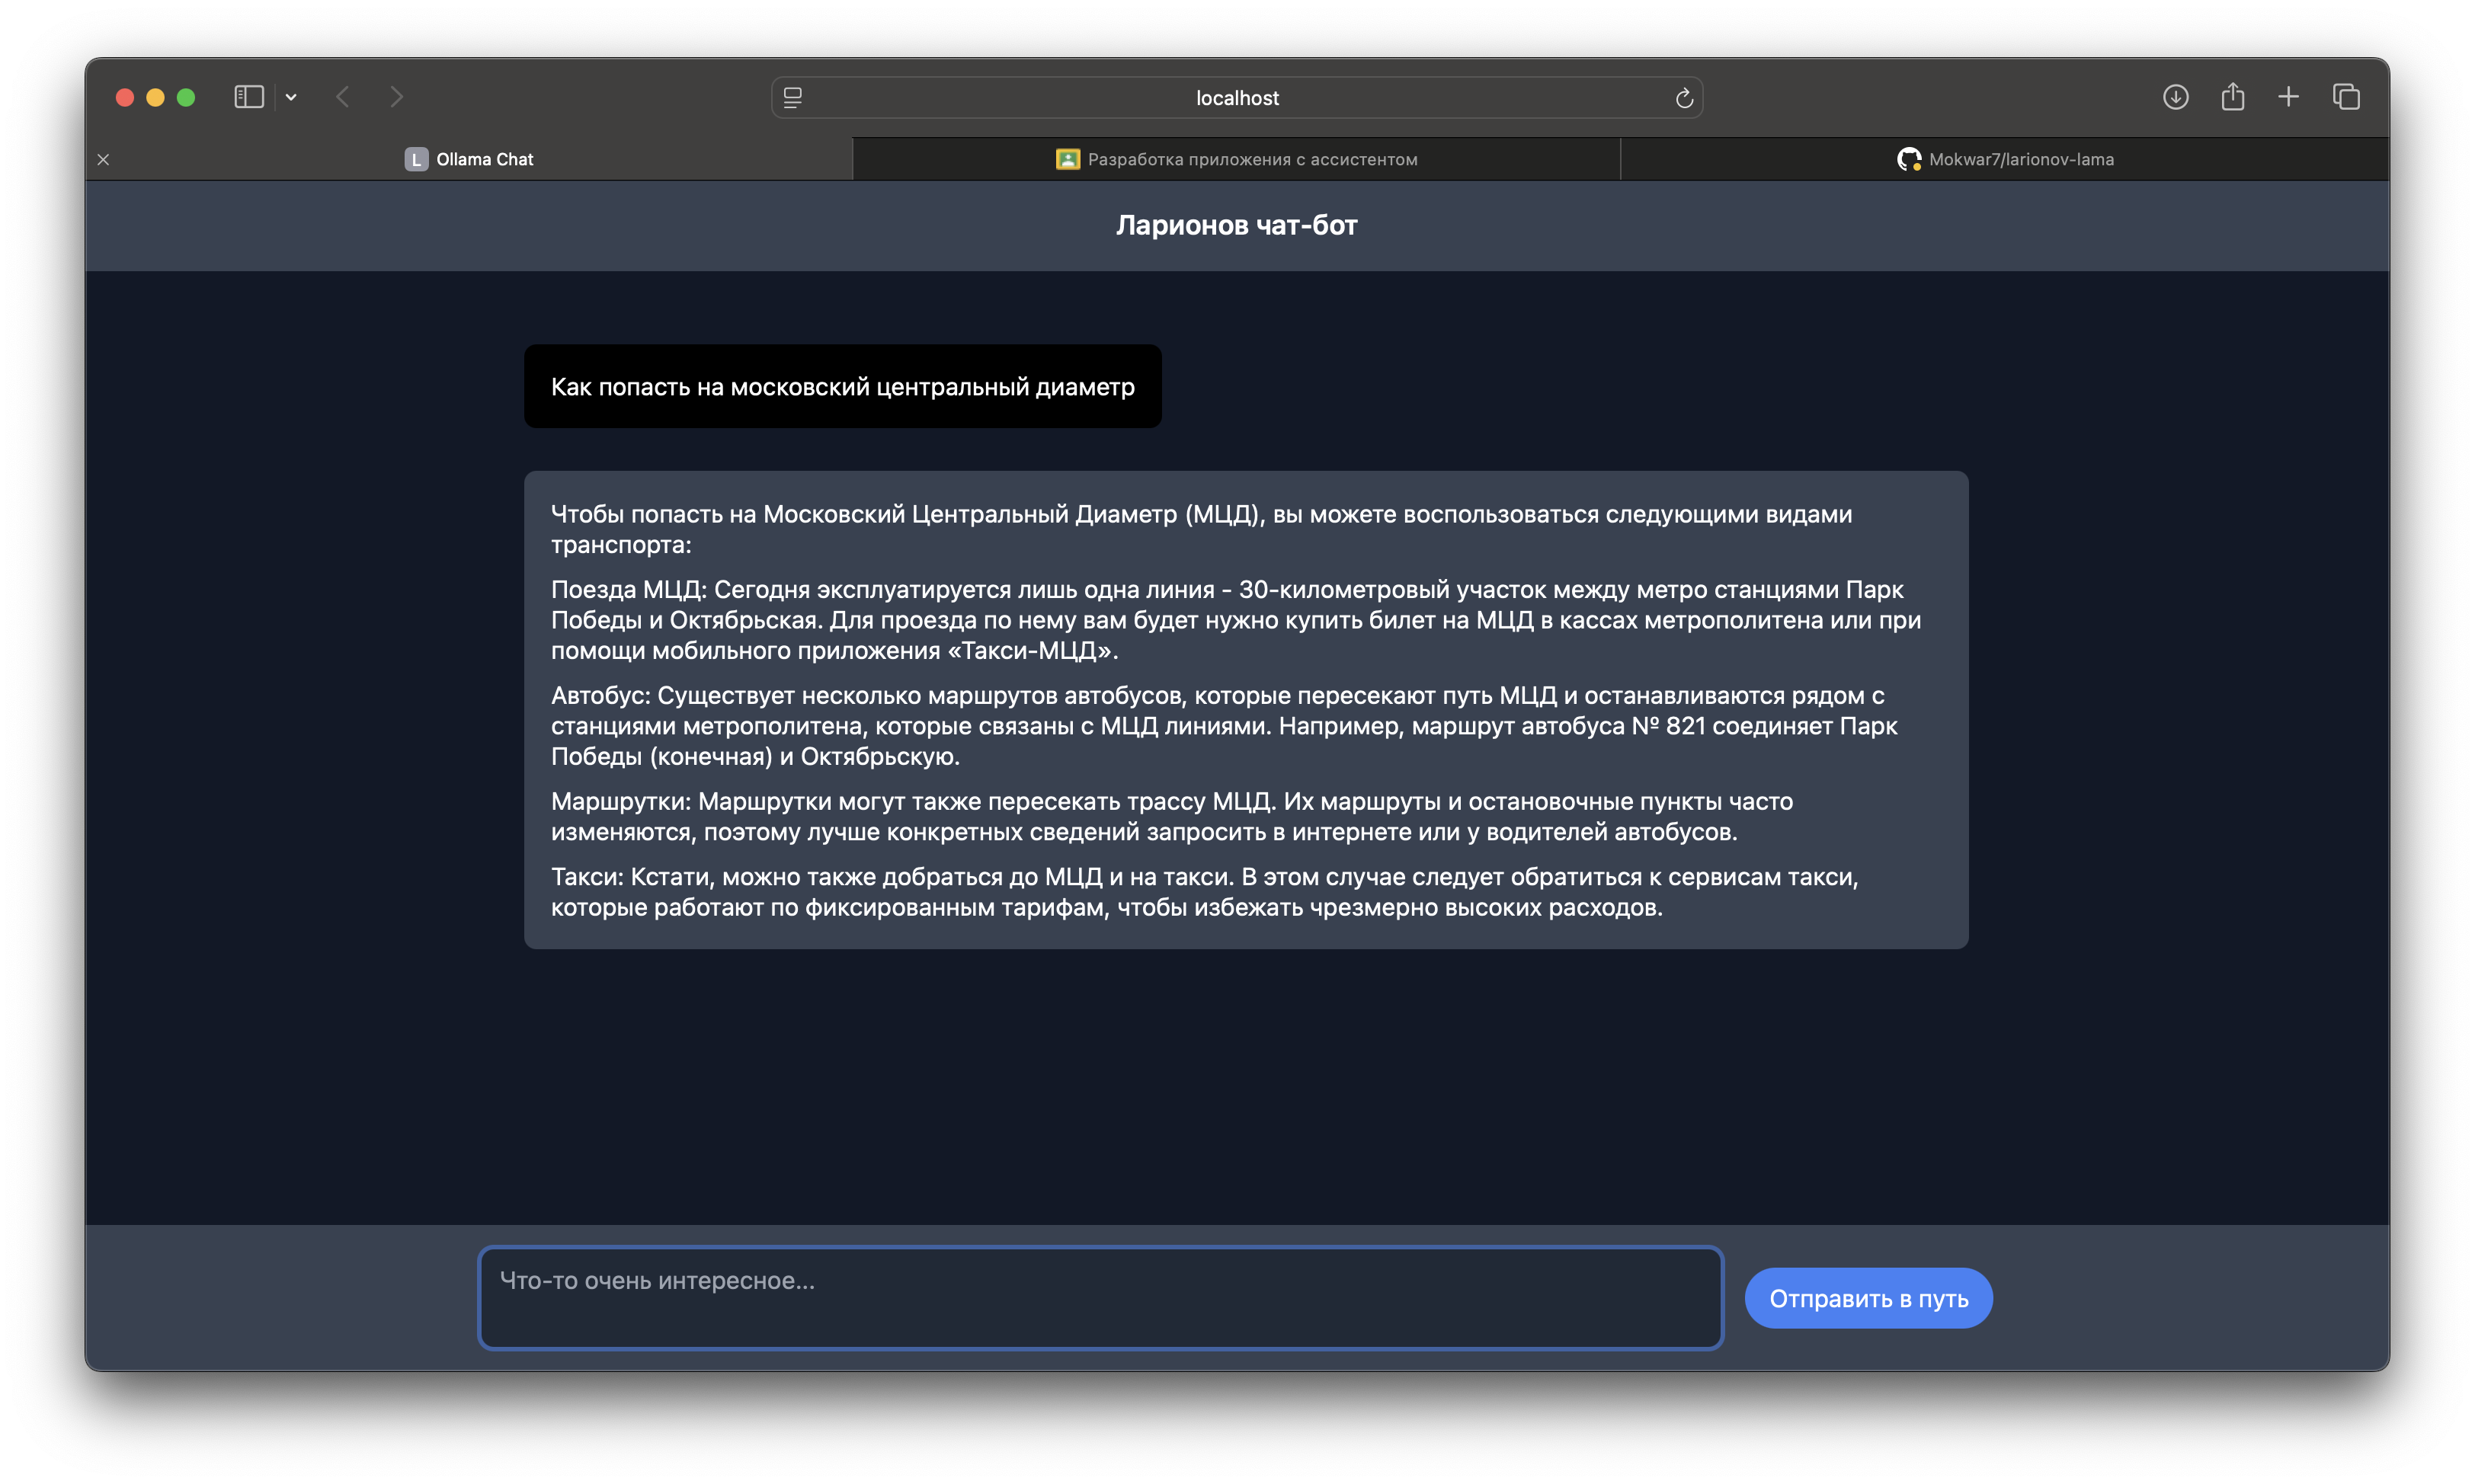 localhost
L Ollama Chat
Разработка приложения с ассистентом
Mokwar7/larionov-lama
Ларионов чат-бот
Как попасть на московский центральный диаметр
Чтобы попасть на Московский Центральный Диаметр (МЦД), вы можете воспользоваться следующими видами
транспорта:
Поезда МЦД: Сегодня эксплуатируется лишь одна линия - 30-километровый участок между метро станциями Парк
Победы и Октябрьская. Для проезда по нему вам будет нужно купить билет на МЦД в кассах метрополитена или при
помощи мобильного приложения «Такси-МЦД».
Автобус: Существует несколько маршрутов автобусов, которые пересекают путь МЦД и останавливаются рядом с
станциями метрополитена, которые связаны с МЦД линиями. Например, маршрут автобуса № 821 соединяет Парк
Победы (конечная) и Октябрьскую.
Маршрутки: Маршрутки могут также пересекать трассу МЦД. Их маршруты и остановочные пункты часто
изменяются, поэтому лучше конкретных сведений запросить в интернете или у водителей автобусов.
Такси: Кстати, можно также добраться до МЦД и на такси. В этом случае следует обратиться к сервисам такси,
которые работают по фиксированным тарифам, чтобы избежать чрезмерно высоких расходов.
Что-то очень интересное...
Отправить в путь